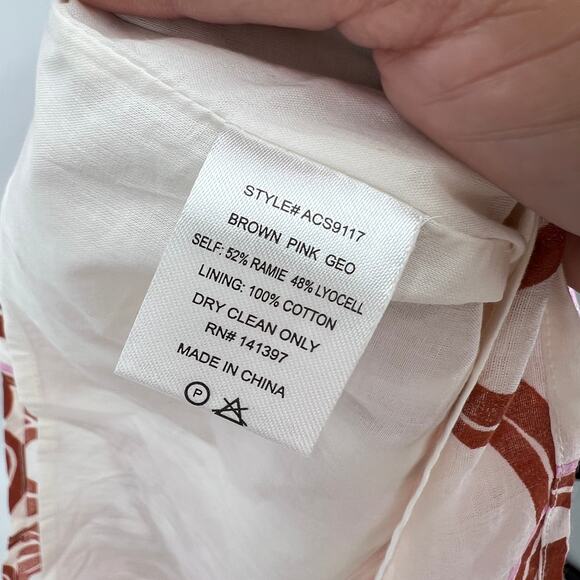 STYLE# ACS9117
BROWN PINK GEO
SELF: 52% RAMIE 48% LYOCELL
LINING: 100% COTTON
DRY CLEAN ONLY
RN# 141397
MADE IN CHINA
P